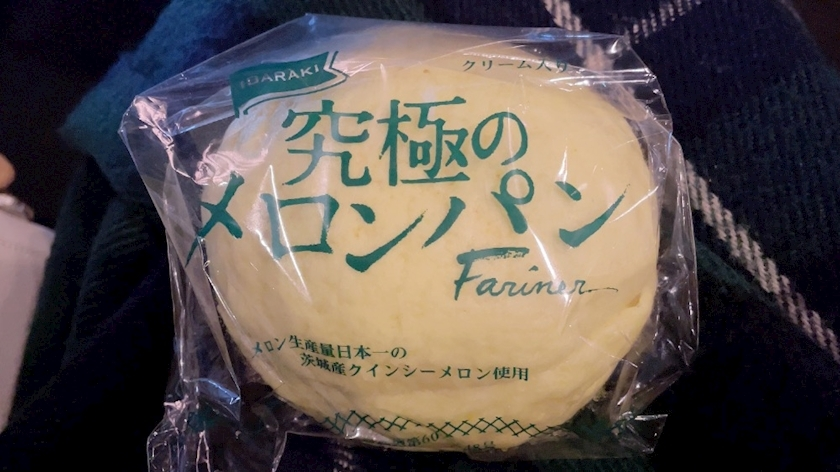 IBARAKI
クリーム入り
究極の
メロンパン
Fariner
メロン生産量日本一の
茨城産クインシーメロン使用